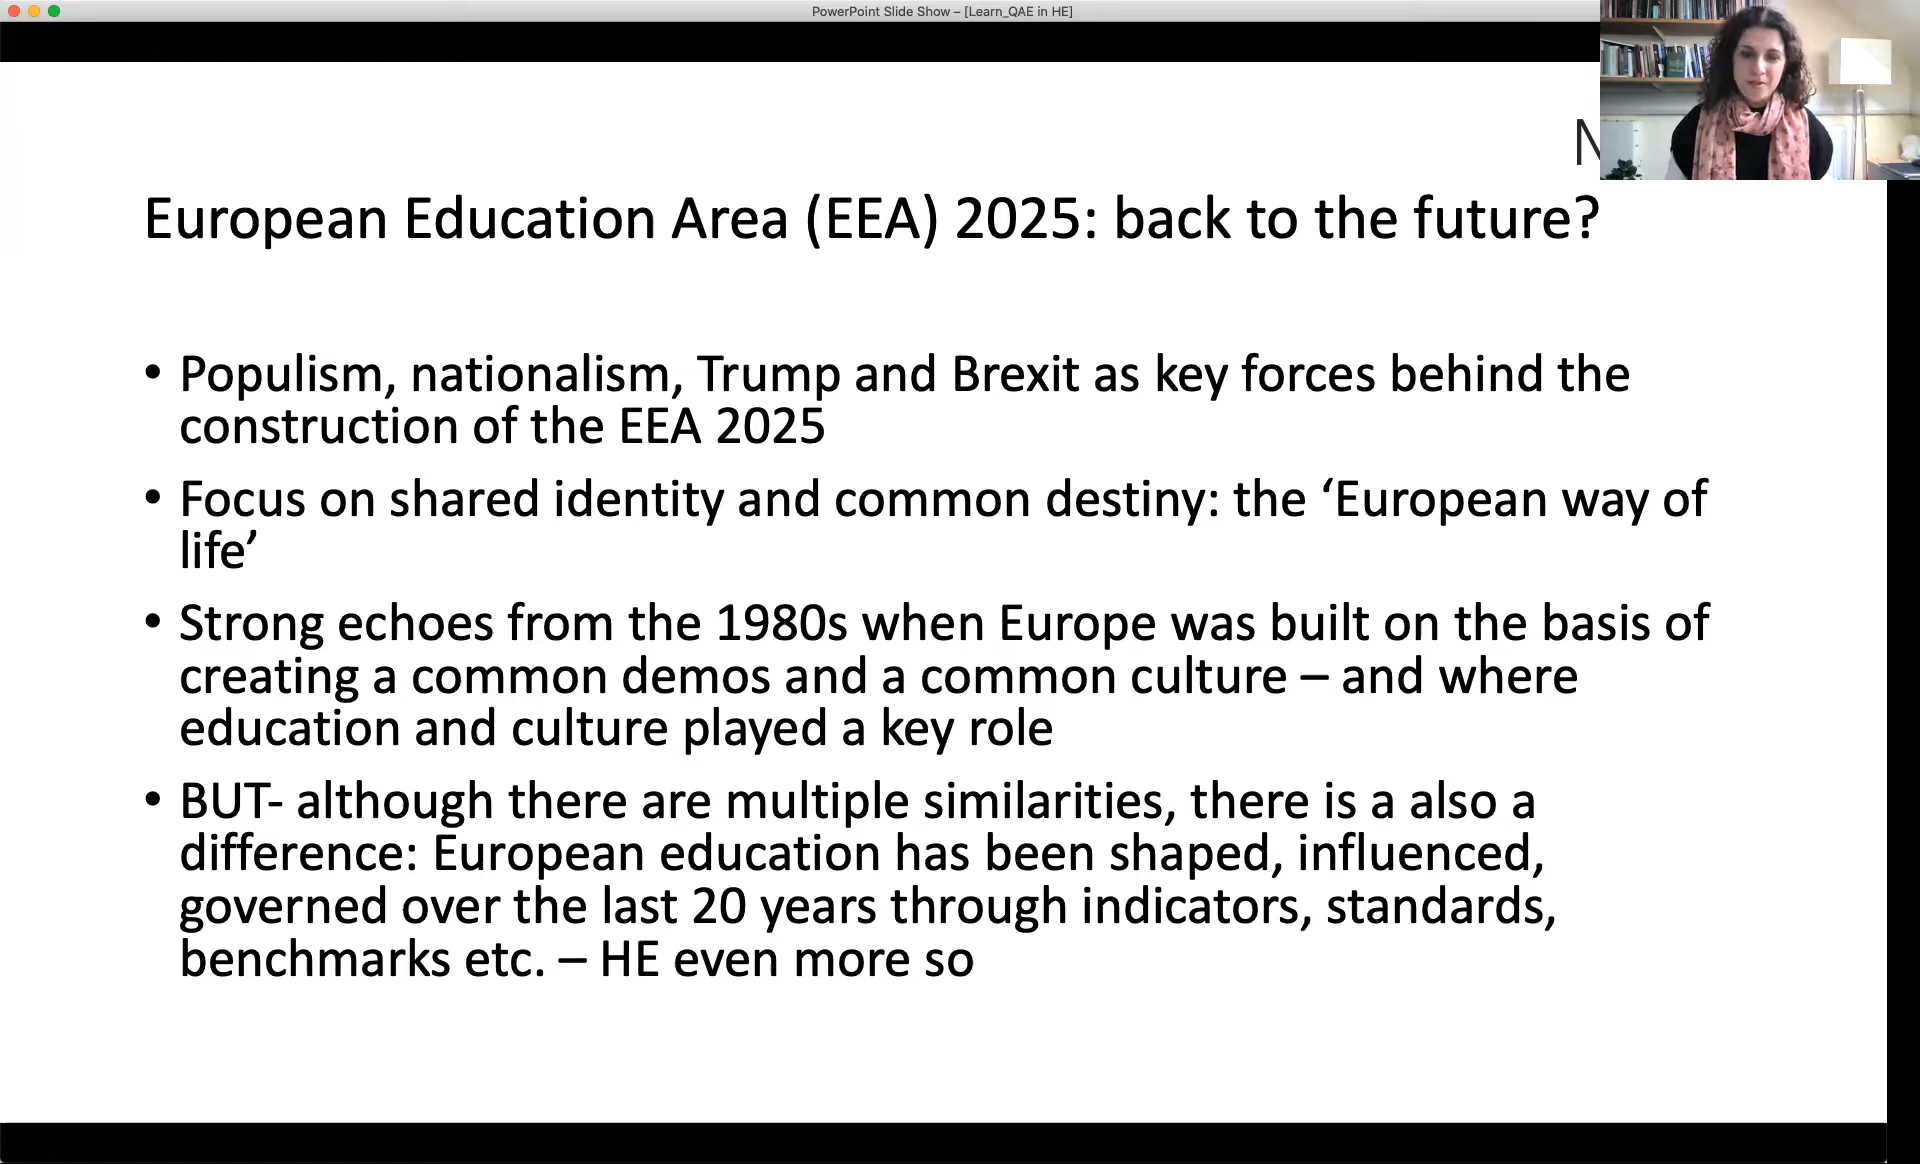 PowerPoint Slide Show – [Learn_QAE in HE]
European Education Area (EEA) 2025: back to the future?
• Populism, nationalism, Trump and Brexit as key forces behind the
construction of the EEA 2025
• Focus on shared identity and common destiny: the ‘European way of
life’
• Strong echoes from the 1980s when Europe was built on the basis of
creating a common demos and a common culture – and where
education and culture played a key role
• BUT- although there are multiple similarities, there is a also a
difference: European education has been shaped, influenced,
governed over the last 20 years through indicators, standards,
benchmarks etc. – HE even more so